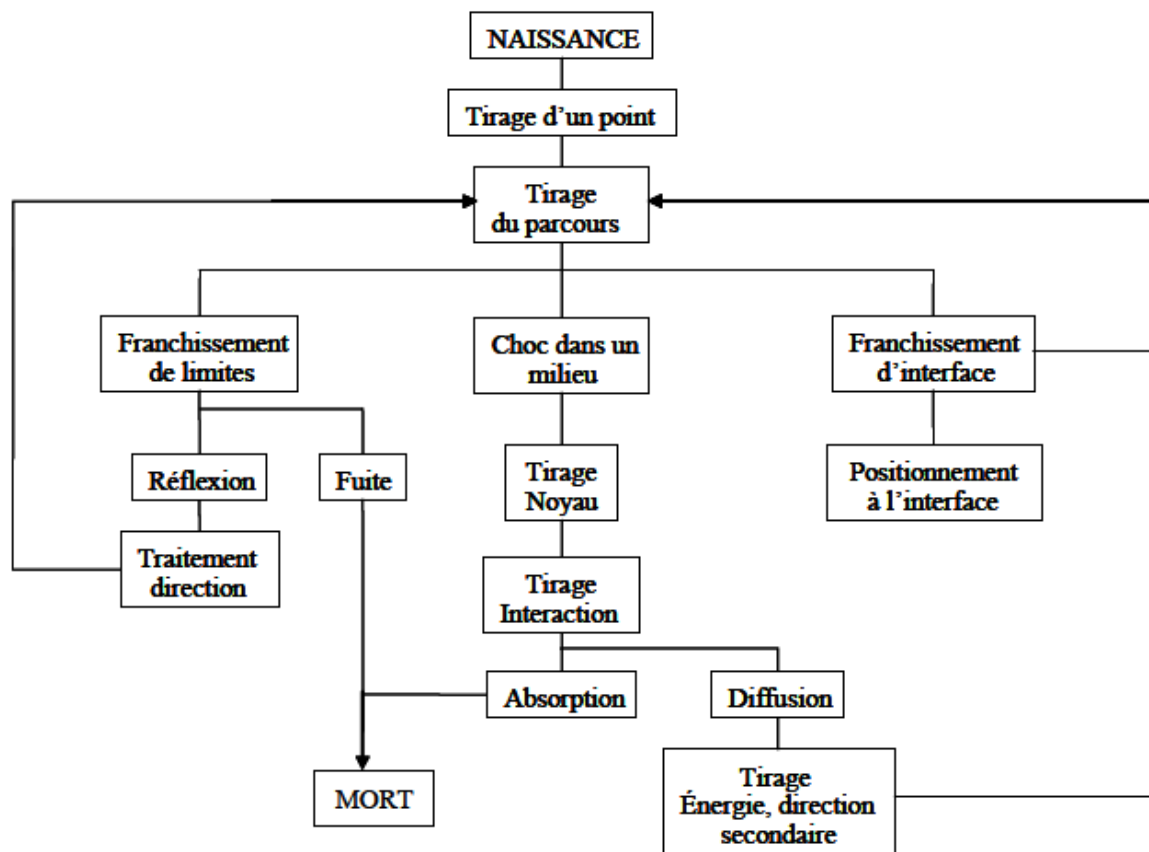 NAISSANCE
Tirage d'un point
Tirage
du parcours
Franchissement
de limites
Choc dans un
milieu
Franchissement
d'interface
Réflexion
Fuite
Tirage
Noyau
Positionnement
à l'interface
Traitement
direction
Tirage
Interaction
Absorption
Diffusion
MORT
Tirage
Énergie, direction
secondaire